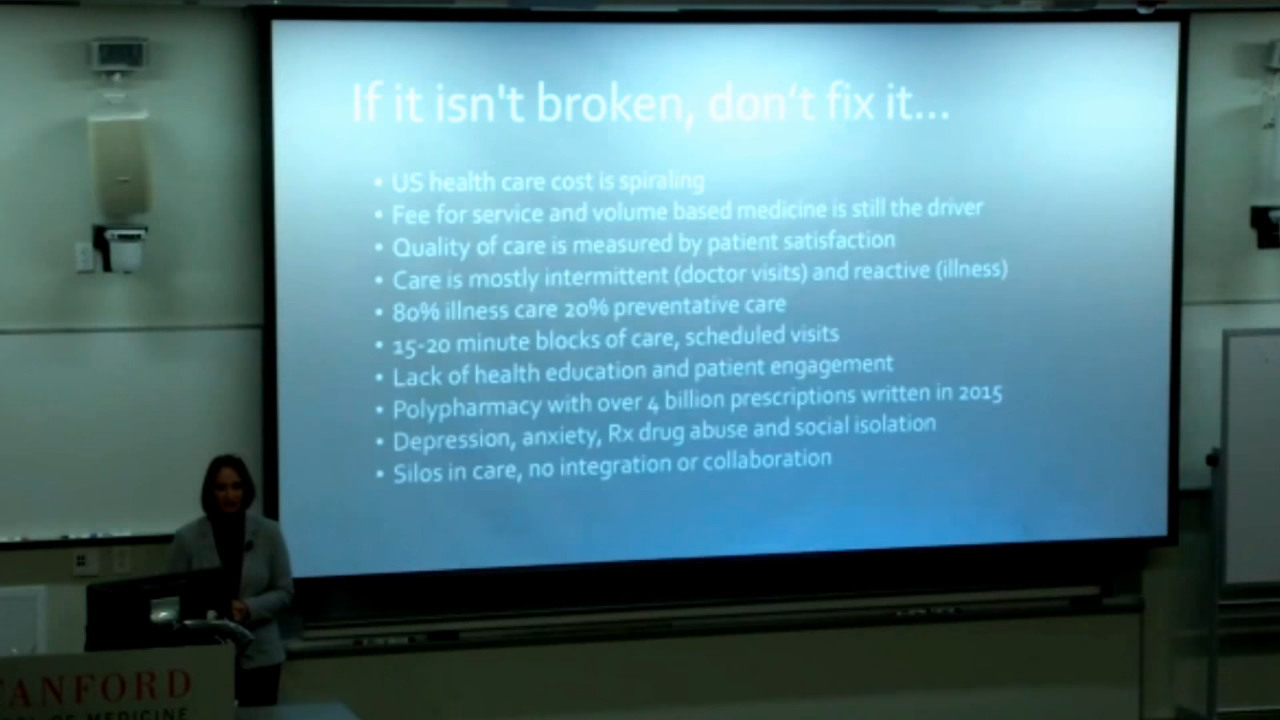 If it isn't broken, don't fix it...
• US health care cost is spiraling
• Fee for service and volume based medicine is still the driver
• Quality of care is measured by patient satisfaction
• Care is mostly intermittent (doctor visits) and reactive (illness)
• 80% illness care 20% preventative care
• 15-20 minute blocks of care, scheduled visits
• Lack of health education and patient engagement
• Polypharmacy with over 4 billion prescriptions written in 2015
• Depression, anxiety, Rx drug abuse and social isolation
• Silos in care, no integration or collaboration
TANFORD
OF MEDICINE